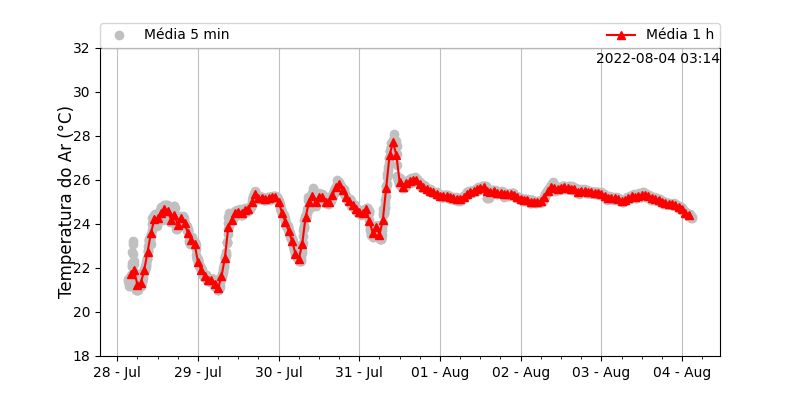 Média 5 min
Média 1 h
2022-08-04 03:14
Temperatura do Ar (°C)
32
30
28
26
24
22
20
18
28 - Jul
29 - Jul
30 - Jul
31 - Jul
01 - Aug
02 - Aug
03 - Aug
04 - Aug